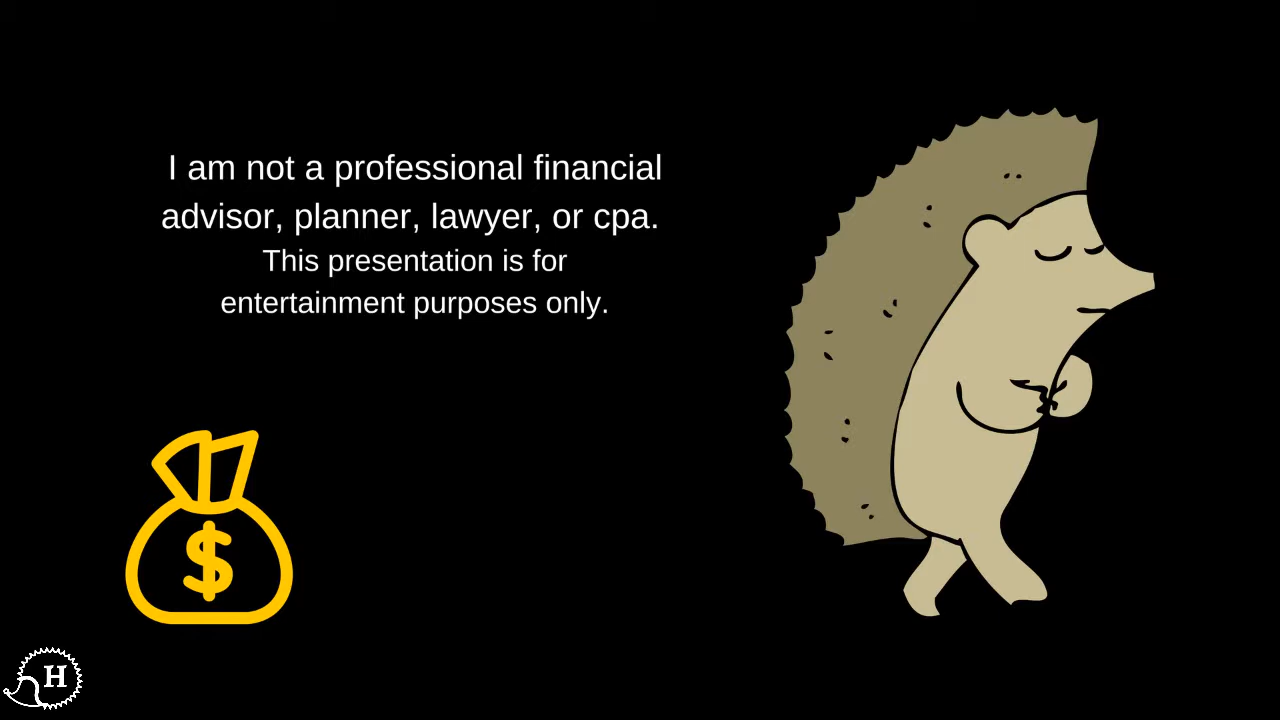 I am not a professional financial
advisor, planner, lawyer, or cpa.
This presentation is for
entertainment purposes only.
$
H